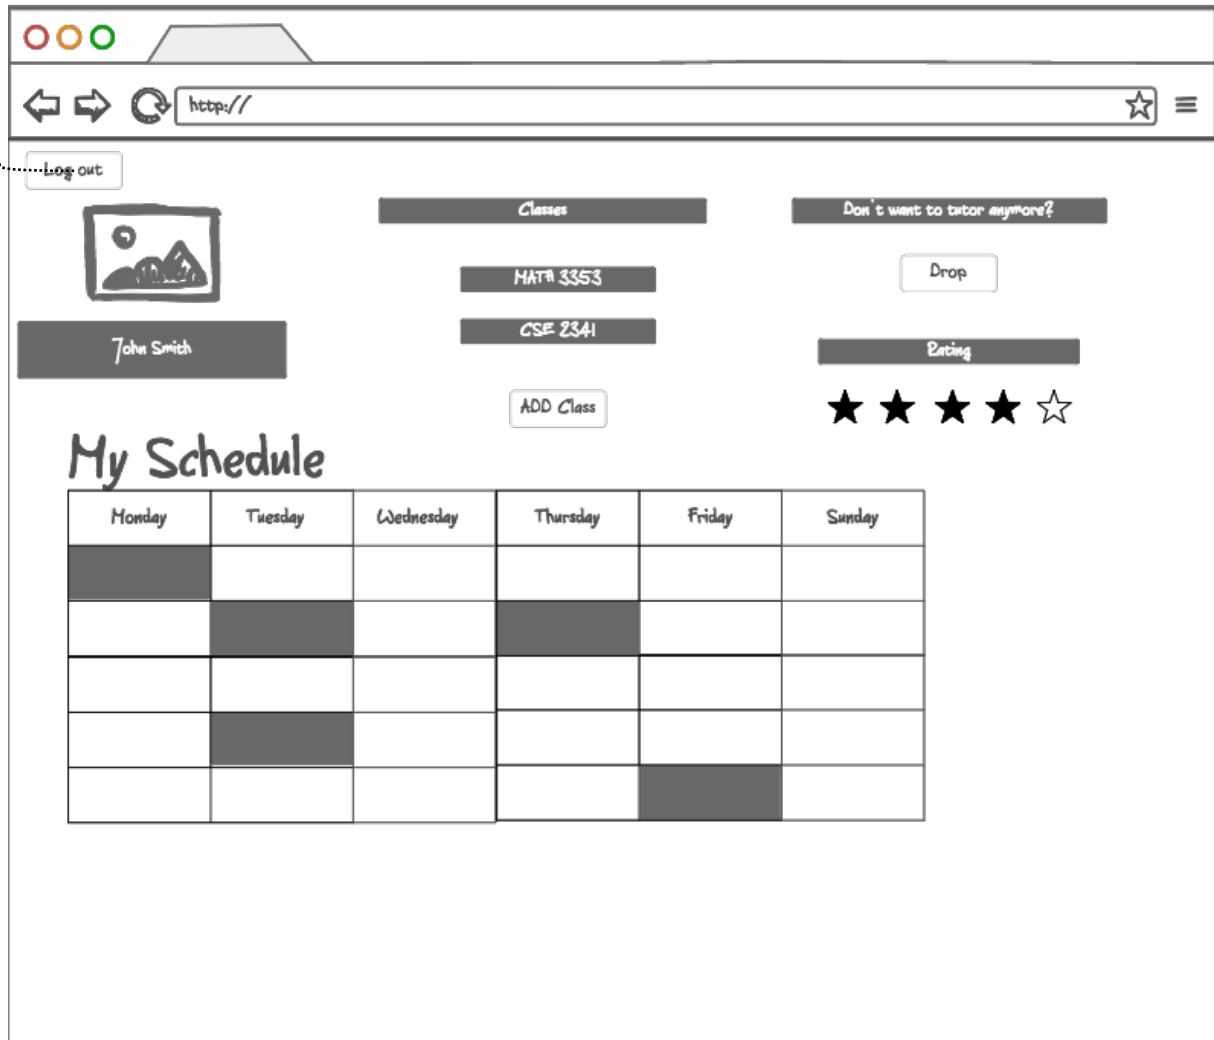 http://
Log out
Classes
Don't want to tutor anymore?
MATH 3353
Drop
CSE 2341
John Smith
Rating
ADD Class
My Schedule
Monday Tuesday Wednesday Thursday Friday Sunday